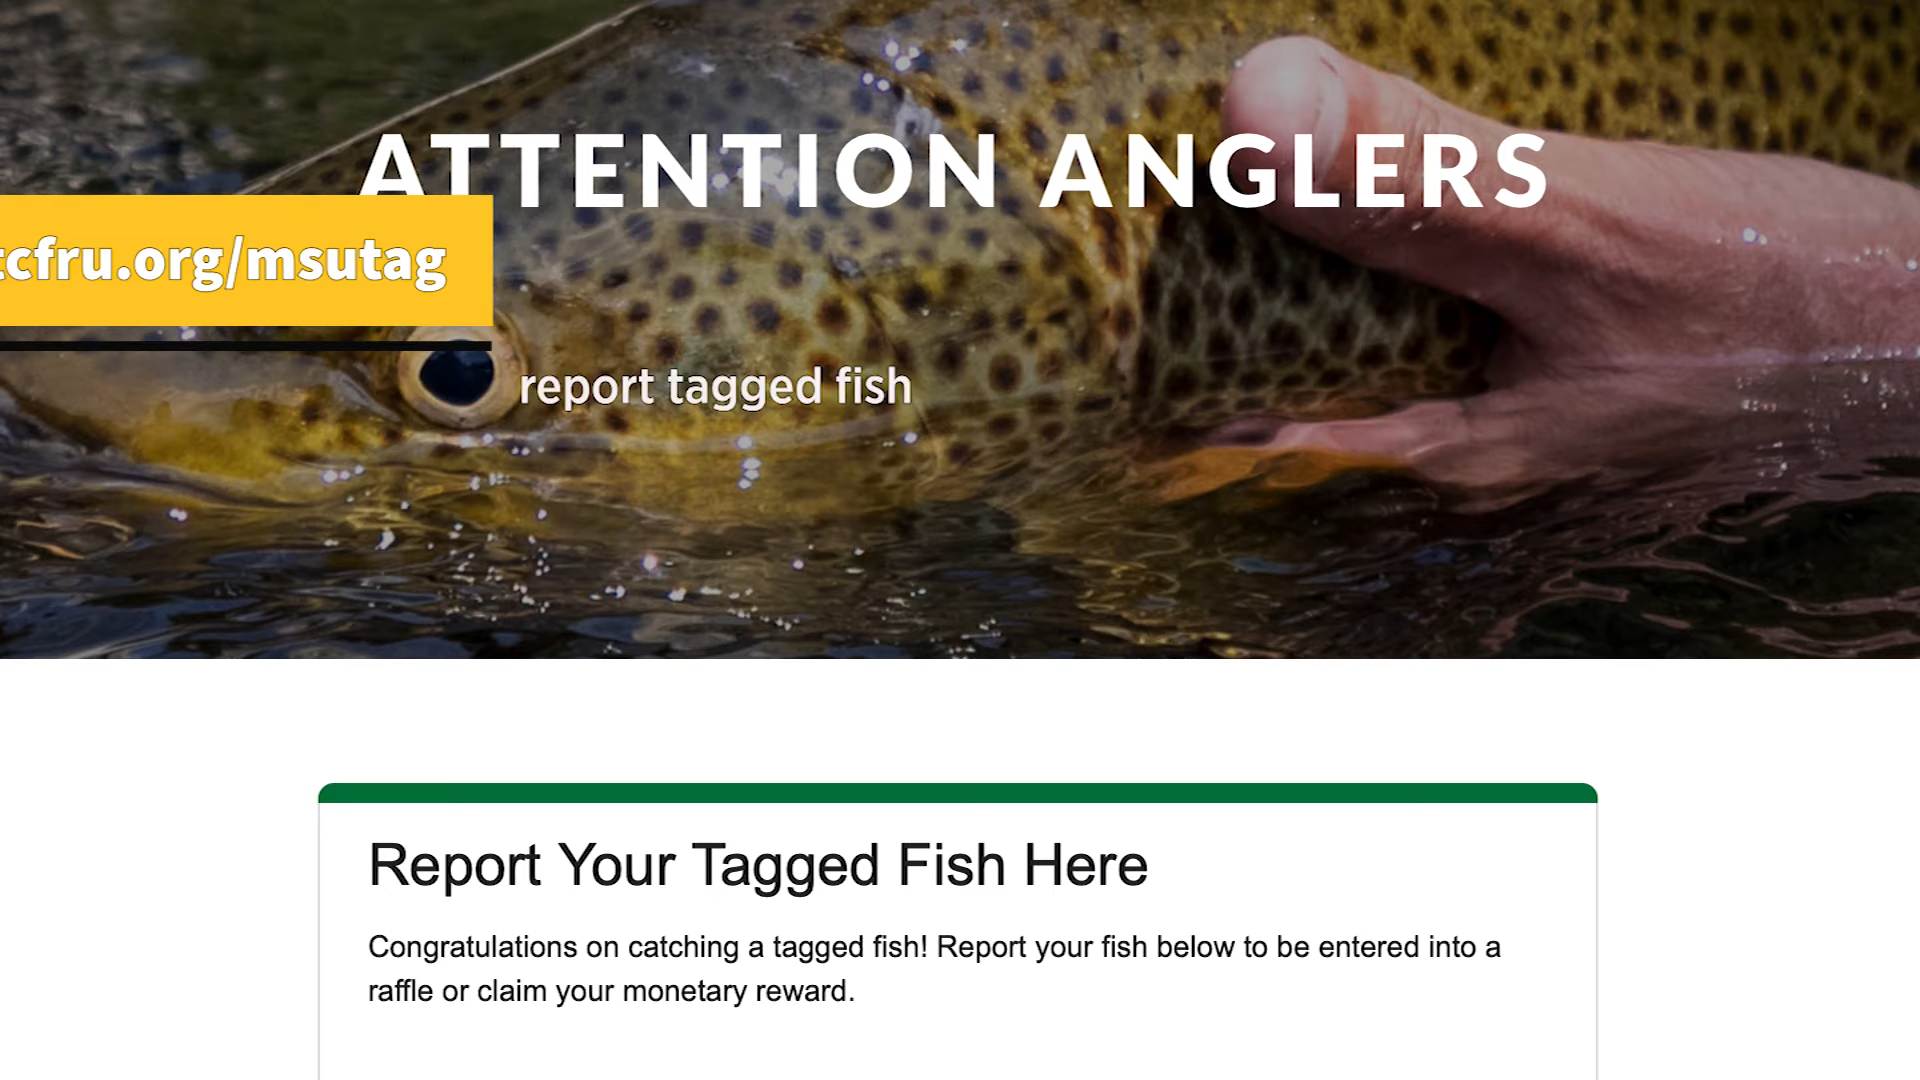 ATTENTION ANGLERS
cfru.org/msutag
report tagged fish
Report Your Tagged Fish Here
Congratulations on catching a tagged fish! Report your fish below to be entered into a
raffle or claim your monetary reward.